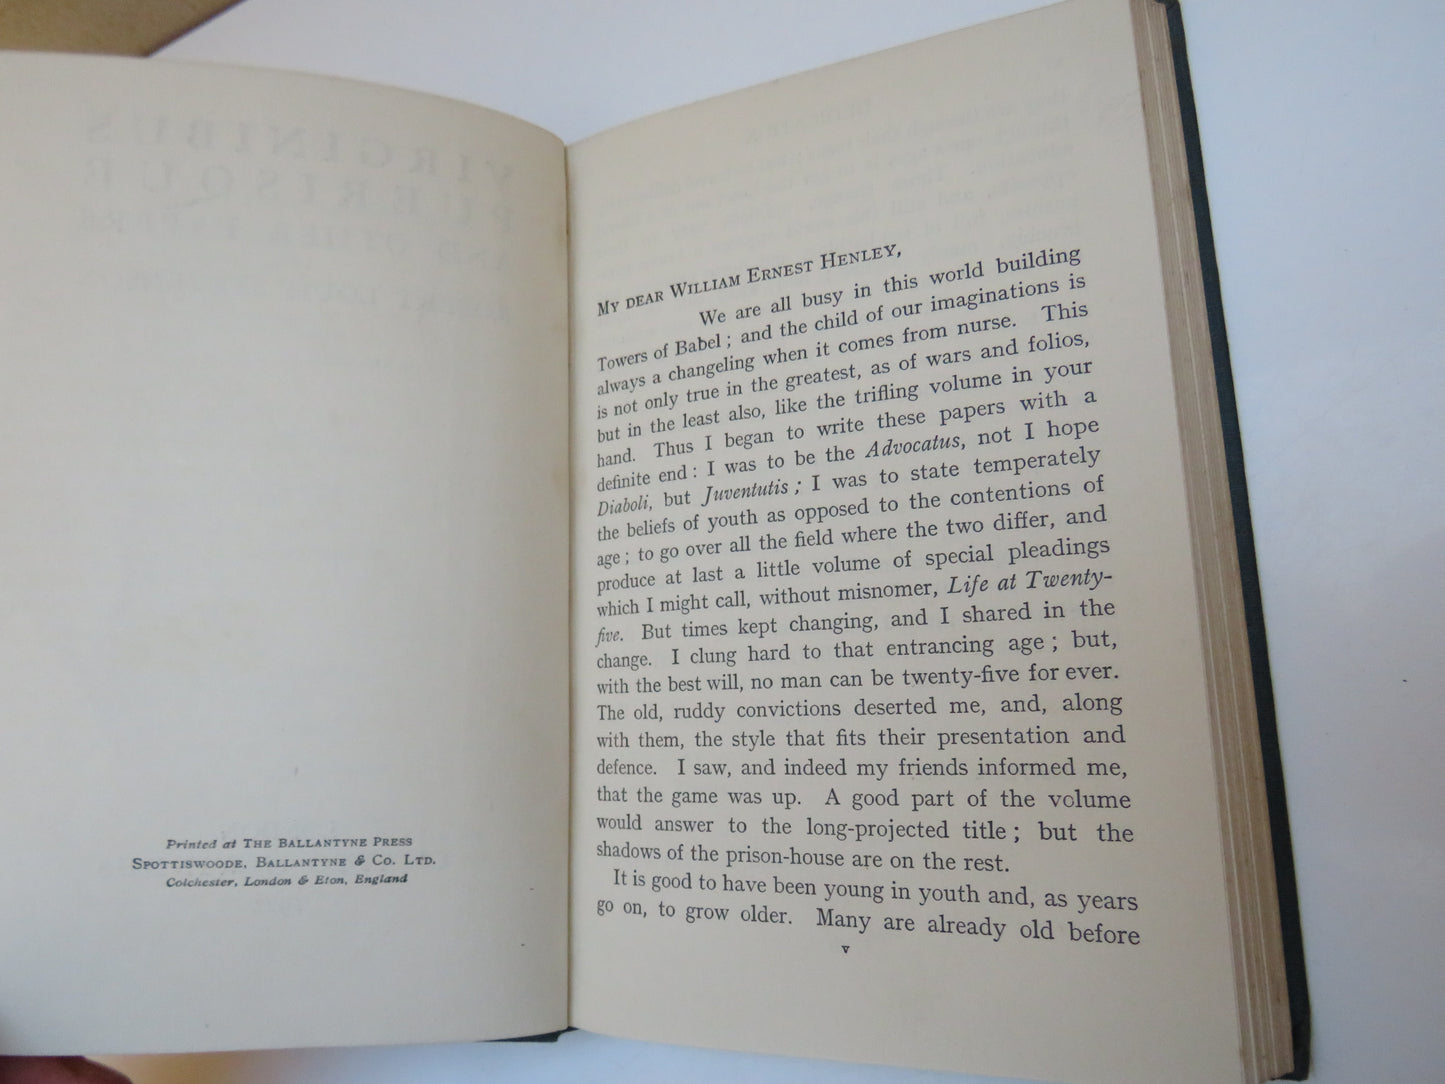 VIRGINIBUS
PUERISQUE
AND OTHER PAPERS
Printed at THE BALLANTYNE PRESS
SPOTTISWOODE, BALLANTYNE & CO. LTD.
Colchester, London & Eton, England
MY DEAR WILLIAM ERNEST HENLEY,
We are all busy in this world building
Towers of Babel ; and the child of our imaginations is
always a changeling when it comes from nurse. This
is not only true in the greatest, as of wars and folios,
but in the least also, like the trifling volume in your
hand. Thus I began to write these papers with a
definite end : I was to be the Advocatus, not I hope
Diaboli, but Juventutis ; I was to state temperately
the beliefs of youth as opposed to the contentions of
age ; to go over all the field where the two differ, and
produce at last a little volume of special pleadings
which I might call, without misnomer, Life at Twenty-
five. But times kept changing, and I shared in the
change. I clung hard to that entrancing age ; but,
with the best will, no man can be twenty-five for ever.
The old, ruddy convictions deserted me, and, along
with them, the style that fits their presentation and
defence. I saw, and indeed my friends informed me,
that the game was up. A good part of the volume
would answer to the long-projected title ; but the
shadows of the prison-house are on the rest.
It is good to have been young in youth and, as years
go on, to grow older. Many are already old before
v